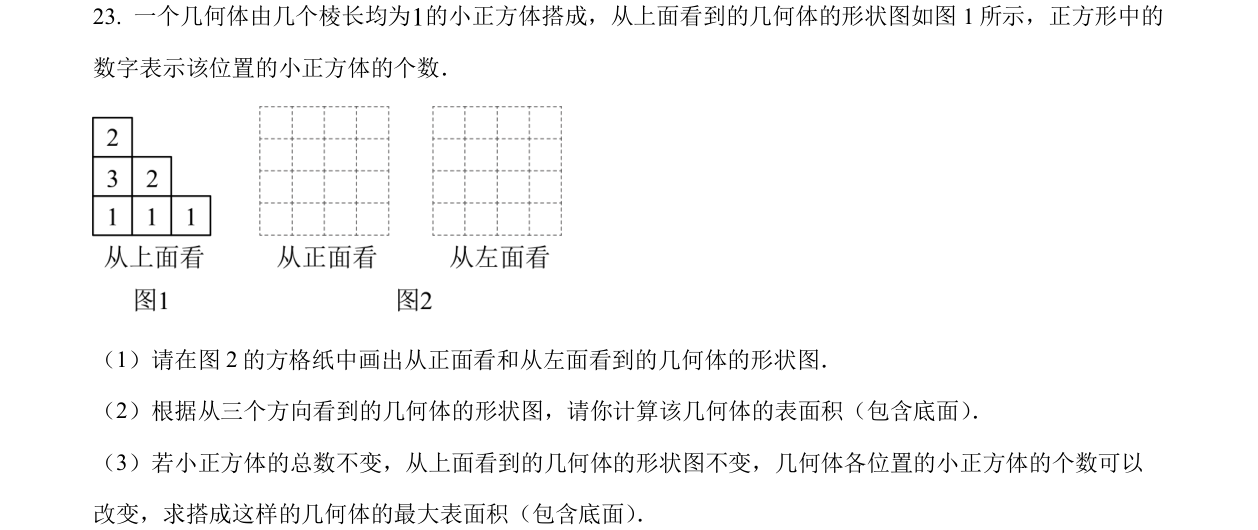 23. 一个几何体由几个棱长均为1的小正方体搭成，从上面看到的几何体的形状图如图 1 所示，正方形中的
数字表示该位置的小正方体的个数．
2
3 2
1 1 1
从上面看 从正面看 从左面看
图1 图2
（1）请在图 2 的方格纸中画出从正面看和从左面看到的几何体的形状图．
（2）根据从三个方向看到的几何体的形状图，请你计算该几何体的表面积（包含底面）．
（3）若小正方体的总数不变，从上面看到的几何体的形状图不变，几何体各位置的小正方体的个数可以
改变，求搭成这样的几何体的最大表面积（包含底面）．